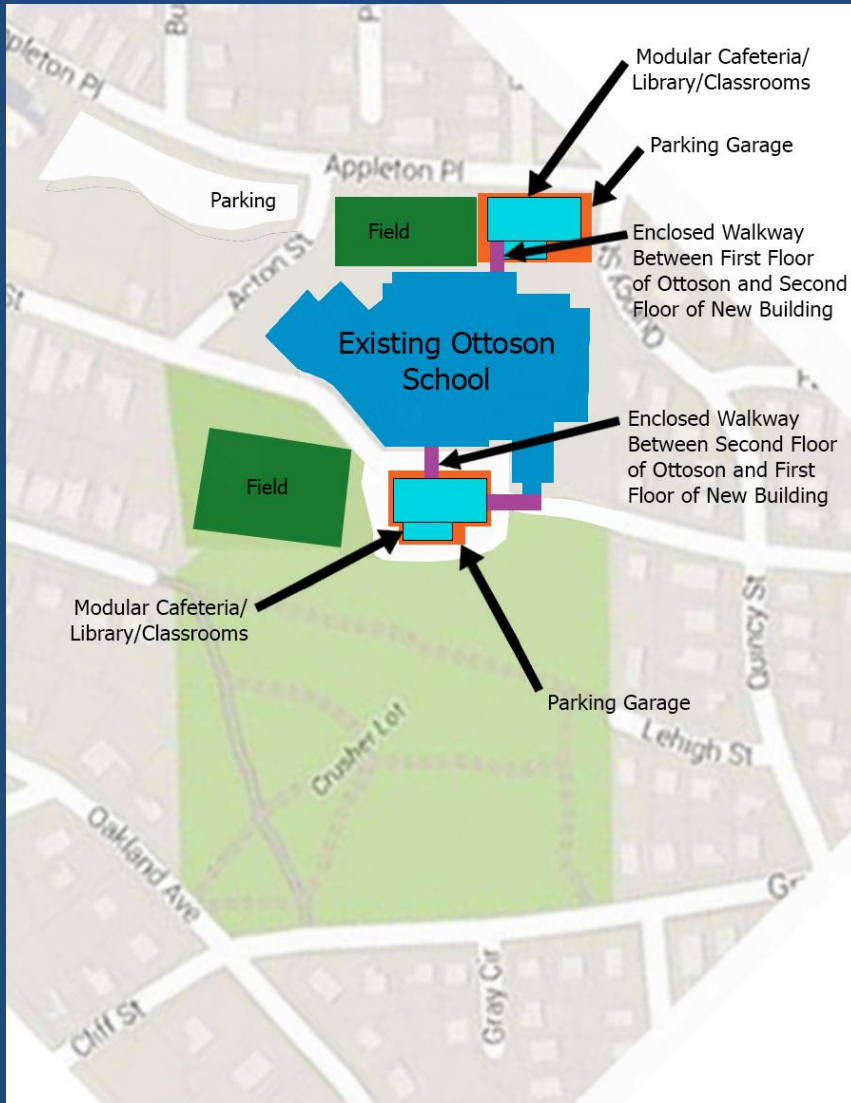 Modular Cafeteria/
Library/Classrooms
Parking Garage
Appleton Pl
Parking
Field
Enclosed Walkway
Between First Floor
of Ottoson and Second
Floor of New Building
Acton St
Quincy St
St
Existing Ottoson
School
Enclosed Walkway
Between Second Floor
of Ottoson and First
Floor of New Building
Field
Modular Cafeteria/
Library/Classrooms
Parking Garage
Quincy St
Lehigh St
Crusher Lot
Oakland Ave
Gray Cir
Cliff St